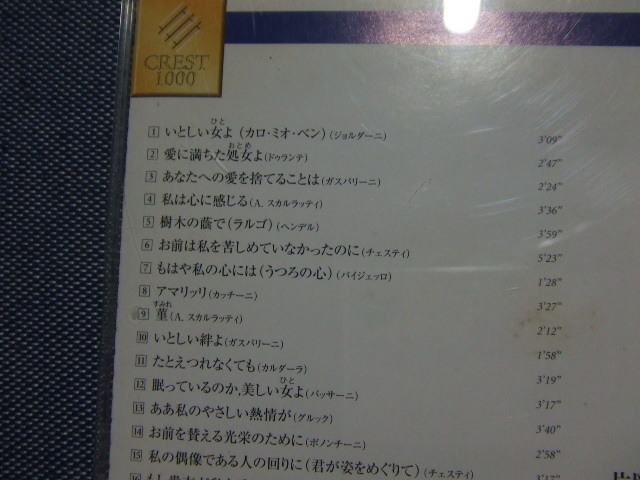 CREST
1000
1 いとしい女よ(カロ・ミオ・ベン)(ジョルダーニ) 3'09"
ひと
2 愛に満ちた処女よ(ドゥランテ) 2'47"
おとめ
3 あなたへの愛を捨てることは(ガスパリーニ) 2'24"
4 私は心に感じる(A. スカルラッティ) 3'36"
5 樹木の蔭で(ラルゴ)(ヘンデル) 3'59"
6 お前は私を苦しめていなかったのに(チェスティ) 5'23"
7 もはや私の心には(うつろの心)(パイジェッロ) 1'28"
8 アマリッリ(カッチーニ) 3'27"
すみれ
9 菫(A. スカルラッティ) 2'12"
10 いとしい絆よ(ガスパリーニ) 1'58"
11 たとえつれなくても(カルダーラ) 3'19"
ひと
12 眠っているのか、美しい女よ(バッサーニ) 3'17"
13 ああ私のやさしい熱情が(グルック) 3'40"
14 お前を讃える光栄のために(ボノンチーニ) 2'58"
15 私の偶像である人の回りに(君が姿をめぐりて)(チェスティ) 3'17"
16